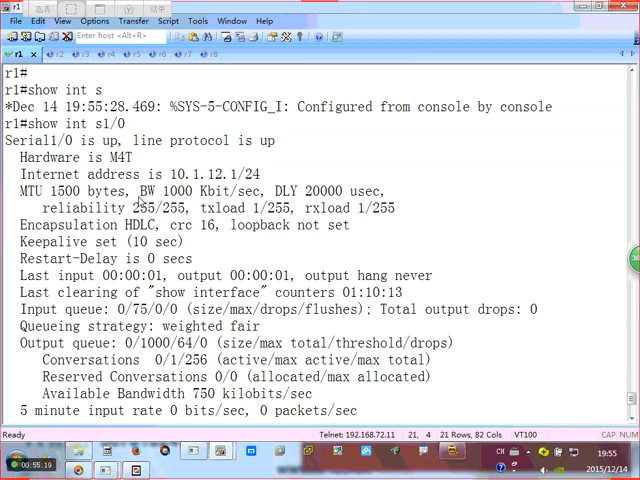 高表
结束
File Edit View Options Transfer Script Tools Window Help
Enter host <Alt+R>
r1 × r2 r3 r4 r5 r6 r7 r8
r1#
r1#show int s
*Dec 14 19:55:28.469: %SYS-5-CONFIG_I: Configured from console by console
r1#show int s1/0
Serial1/0 is up, line protocol is up
Hardware is M4T
Internet address is 10.1.12.1/24
MTU 1500 bytes, BW 1000 Kbit/sec, DLY 20000 usec,
reliability 255/255, txload 1/255, rxload 1/255
Encapsulation HDLC, crc 16, loopback not set
Keepalive set (10 sec)
Restart-Delay is 0 secs
Last input 00:00:01, output 00:00:01, output hang never
Last clearing of "show interface" counters 01:10:13
Input queue: 0/75/0/0 (size/max/drops/flushes); Total output drops: 0
Queueing strategy: weighted fair
Output queue: 0/1000/64/0 (size/max total/threshold/drops)
Conversations 0/1/256 (active/max active/max total)
Reserved Conversations 0/0 (allocated/max allocated)
Available Bandwidth 750 kilobits/sec
5 minute input rate 0 bits/sec, 0 packets/sec
Ready Telnet: 192.168.72.11 21, 4 21 Rows, 82 Cols VT100 CAP NUM
CH 19:55
00:55:19 2015/12/14